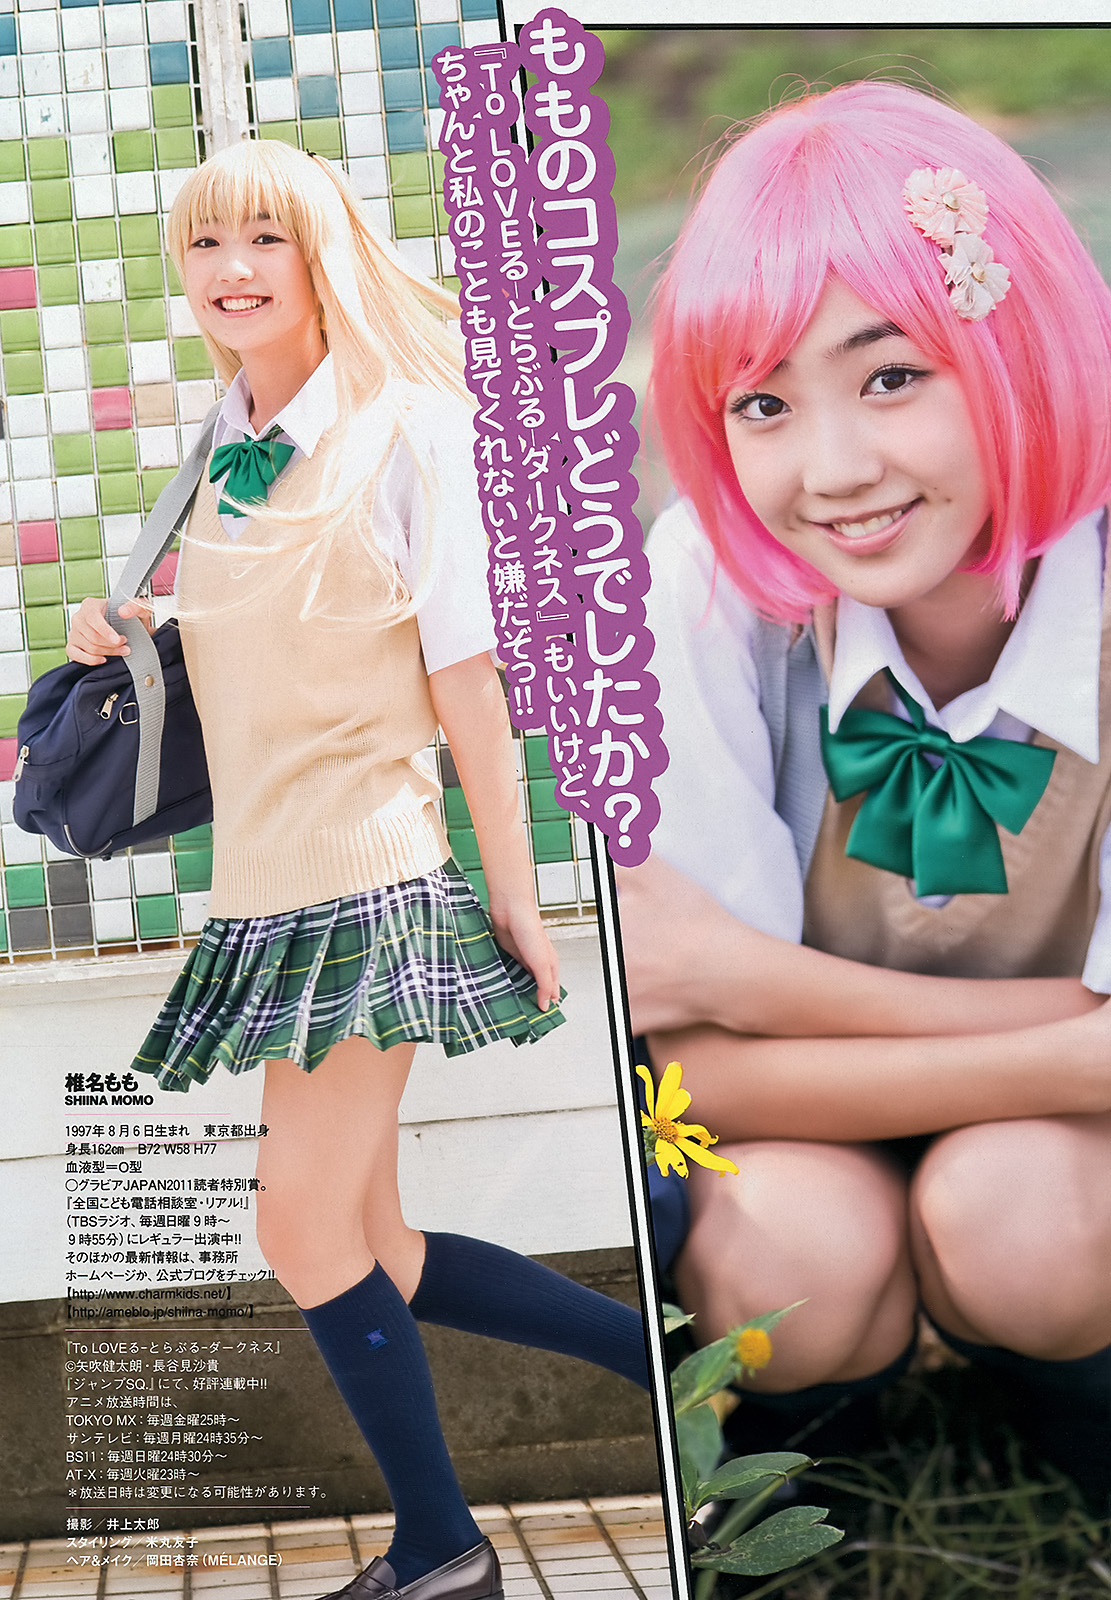 もものコスプレどうでしたか?
『To LOVEる-とらぶる-ダークネス』もいいけど、
ちゃんと私のことも見てくれないと嫌だぞっ!!
椎名もも
SHIINA MOMO
1997年8月6日生まれ　東京都出身
身長162㎝　B72 W58 H77
血液型=O型
○グラビアJAPAN2011読者特別賞。
『全国こども電話相談室・リアル!』
(TBSラジオ、毎週日曜9時〜
9時55分)にレギュラー出演中!!
そのほかの最新情報は、事務所
ホームページか、公式ブログをチェック!!
【http://www.charmkids.net/】
【http://ameblo.jp/shiina-momo/】
『To LOVEる-とらぶる-ダークネス』
©矢吹健太朗・長谷見沙貴
『ジャンプSQ.』にて、好評連載中!!
アニメ放送時間は、
TOKYO MX：毎週金曜25時〜
サンテレビ：毎週月曜24時35分〜
BS11：毎週日曜24時30分〜
AT-X：毎週火曜23時〜
＊放送日時は変更になる可能性があります。
撮影／井上太郎
スタイリング／米丸友子
ヘア&メイク／岡田杏奈(MÉLANGE)